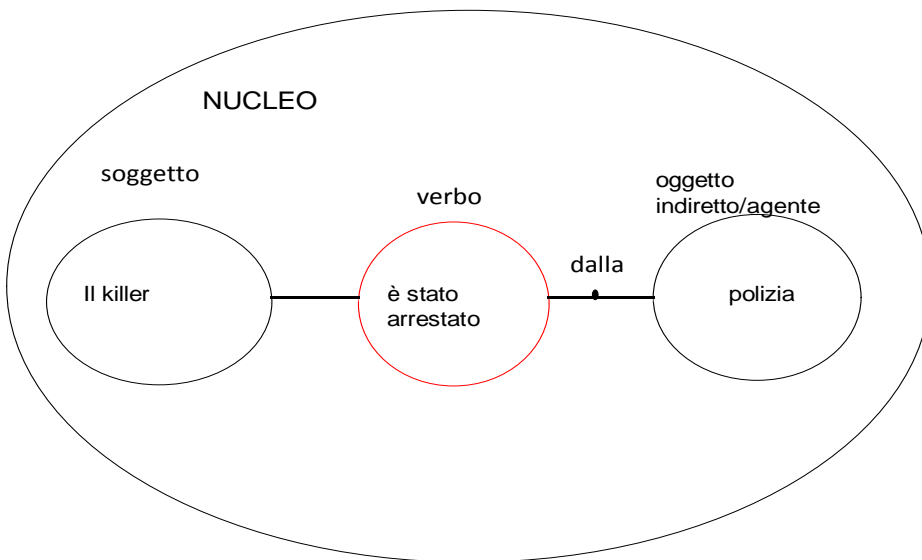 NUCLEO
soggetto
verbo
oggetto
indiretto/agente
dalla
Il killer
è stato
arrestato
polizia